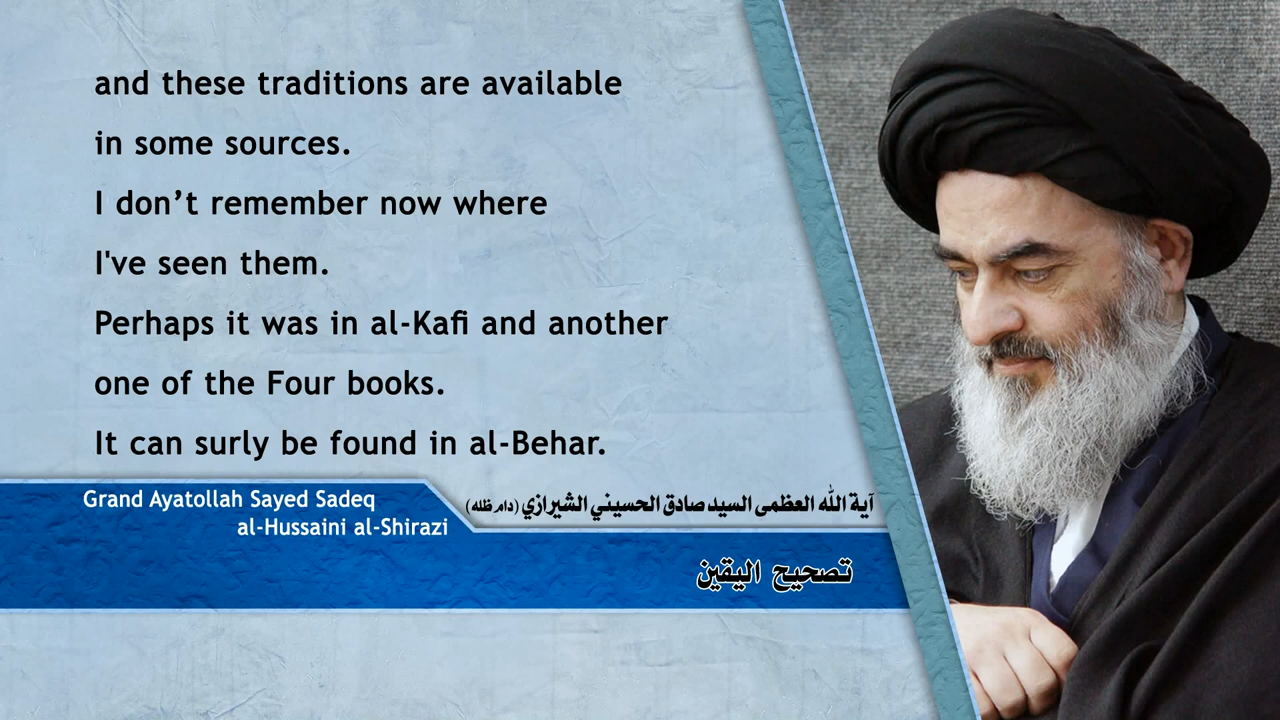 and these traditions are available
in some sources.
I don’t remember now where
I've seen them.
Perhaps it was in al-Kafi and another
one of the Four books.
It can surly be found in al-Behar.
Grand Ayatollah Sayed Sadeq
al-Hussaini al-Shirazi
آية الله العظمى السيد صادق الحسيني الشيرازي (دام ظله)
تصحيح اليقين